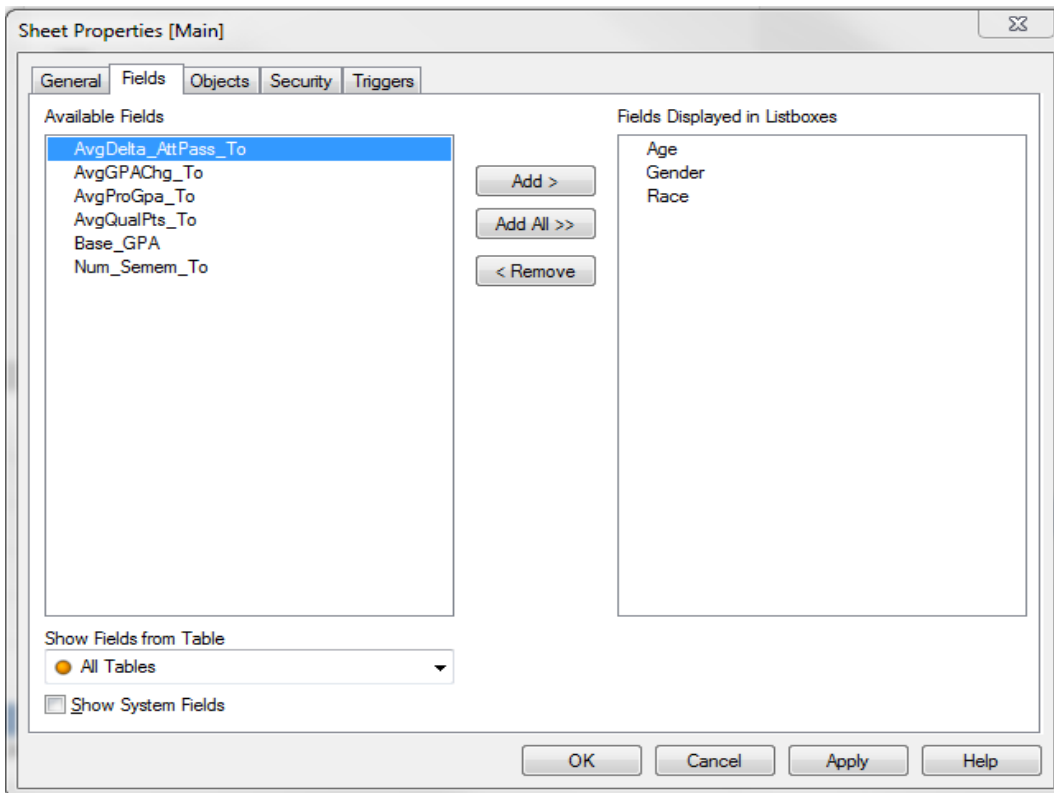 Sheet Properties [Main]
General Fields Objects Security Triggers
Available Fields
AvgDelta_AttPass_To
AvgGPAChg_To
AvgProGpa_To
AvgQualPts_To
Base_GPA
Num_Semem_To
Add >
Add All >>
< Remove
Fields Displayed in Listboxes
Age
Gender
Race
Show Fields from Table
All Tables
Show System Fields
OK Cancel Apply Help